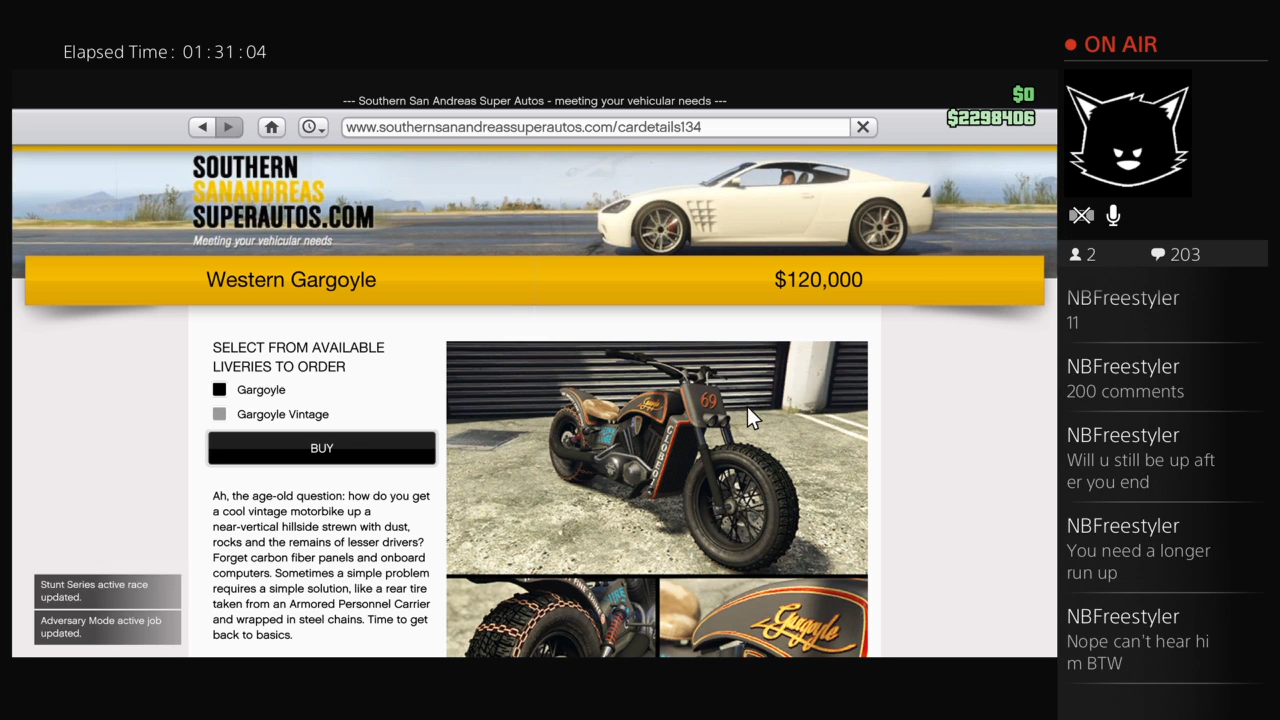 Elapsed Time: 01:31:04
ON AIR
--- Southern San Andreas Super Autos - meeting your vehicular needs ---
$0
$2298406
www.southernsanandreassuperautos.com/cardetails134
SOUTHERN
SANANDREAS
SUPERAUTOS.COM
Meeting your vehicular needs
Western Gargoyle
$120,000
SELECT FROM AVAILABLE
LIVERIES TO ORDER
Gargoyle
Gargoyle Vintage
BUY
Ah, the age-old question: how do you get
a cool vintage motorbike up a
near-vertical hillside strewn with dust,
rocks and the remains of lesser drivers?
Forget carbon fiber panels and onboard
computers. Sometimes a simple problem
requires a simple solution, like a rear tire
taken from an Armored Personnel Carrier
and wrapped in steel chains. Time to get
back to basics.
69
Gargoyle
Stunt Series active race
updated.
Adversary Mode active job
updated.
2
203
NBFreestyler
11
NBFreestyler
200 comments
NBFreestyler
Will u still be up aft
er you end
NBFreestyler
You need a longer
run up
NBFreestyler
Nope can't hear hi
m BTW